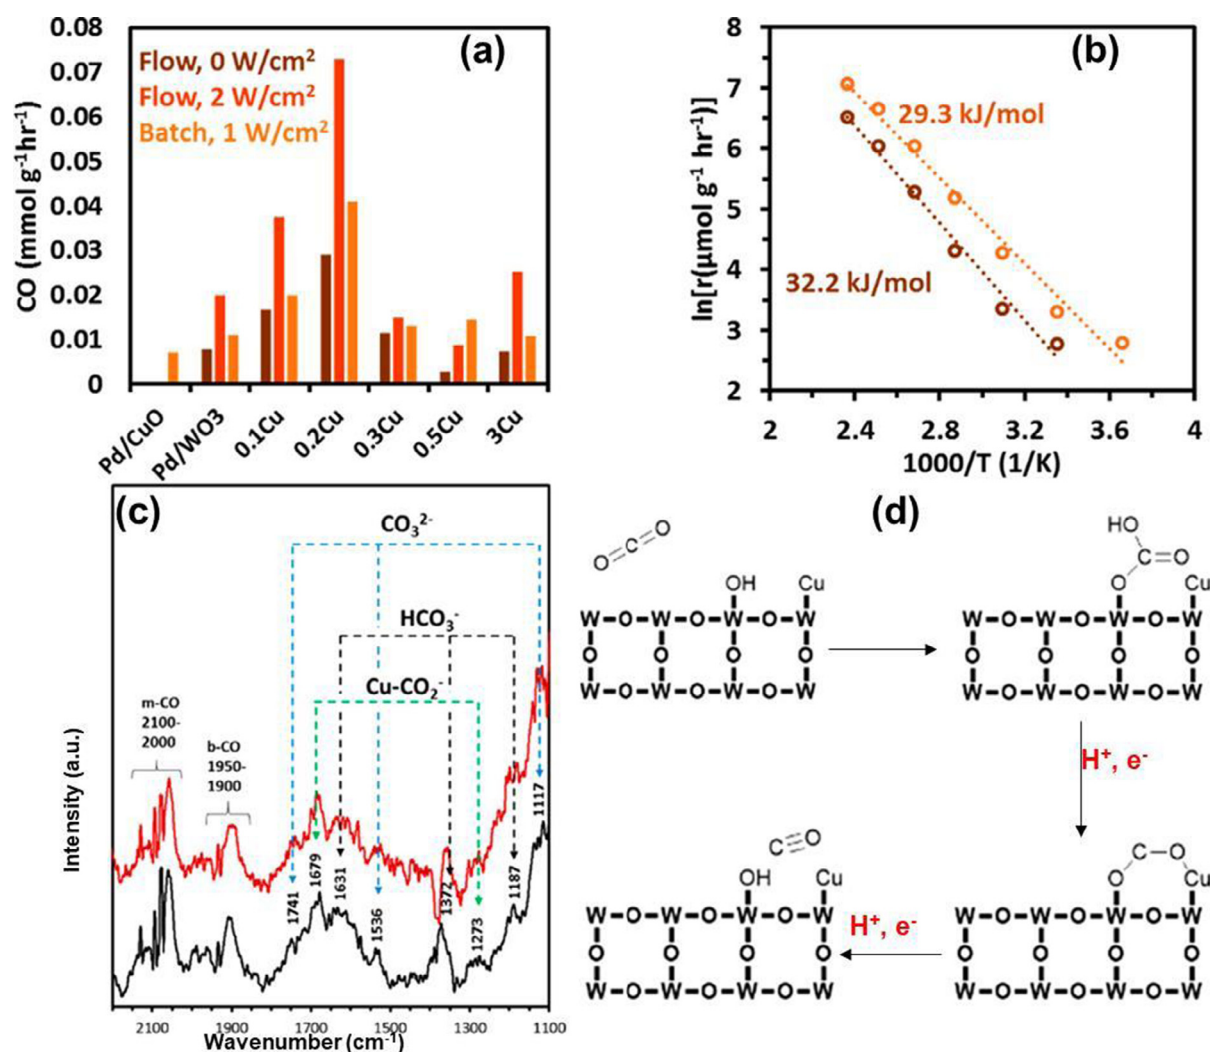 (a)
0.08
0.07
0.06
0.05
0.04
0.03
0.02
0.01
0
CO (mmol g⁻¹hr⁻¹)
Flow, 0 W/cm²
Flow, 2 W/cm²
Batch, 1 W/cm²
Pd/CuO
Pd/WO3
0.1Cu
0.2Cu
0.3Cu
0.5Cu
3Cu
(b)
8
7
6
5
4
3
2
ln[r(μmol g⁻¹ hr⁻¹)]
29.3 kJ/mol
32.2 kJ/mol
2 2.4 2.8 3.2 3.6 4
1000/T (1/K)
(c)
CO₃²⁻
HCO₃⁻
Cu-CO₂⁻
m-CO
2100-
2000
b-CO
1950-
1900
1741
1679
1631
1536
1372
1273
1187
1117
Intensity (a.u.)
2100 1900 1700 1500 1300 1100
Wavenumber (cm⁻¹)
(d)
O C O
OH Cu
W-O-W-O-W-O-W
O O O O
W-O-W-O-W-O-W
HO
C O
O Cu
W-O-W-O-W-O-W
O O O O
W-O-W-O-W-O-W
H⁺, e⁻
C-O
O Cu
W-O-W-O-W-O-W
O O O O
W-O-W-O-W-O-W
H⁺, e⁻
C O
OH Cu
W-O-W-O-W-O-W
O O O O
W-O-W-O-W-O-W